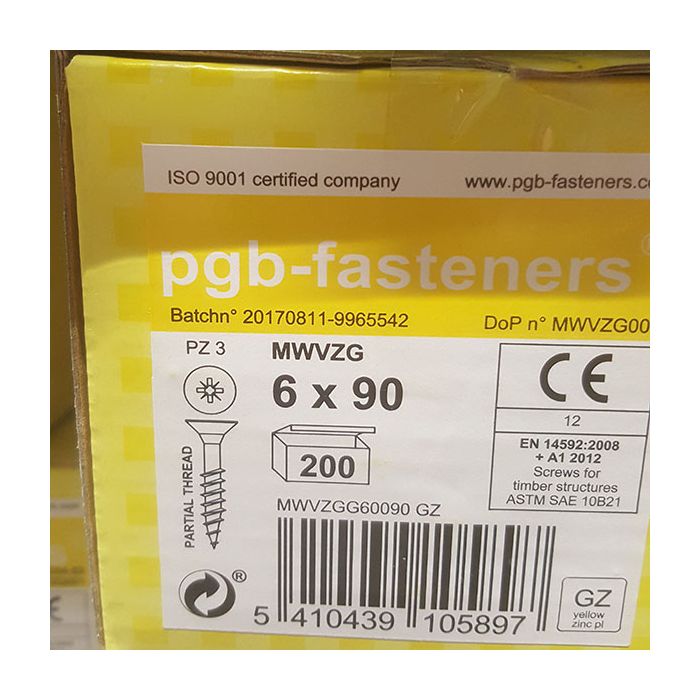 ISO 9001 certified company
www.pgb-fasteners.co
pgb-fasteners
Batchn° 20170811-9965542
DoP n° MWVZG00
PZ 3
MWVZG
6 x 90
200
PARTIAL THREAD
CE
12
EN 14592:2008
+ A1 2012
Screws for
timber structures
ASTM SAE 10B21
MWVZGG60090 GZ
®
5 410439 105897
GZ
yellow
zinc pl